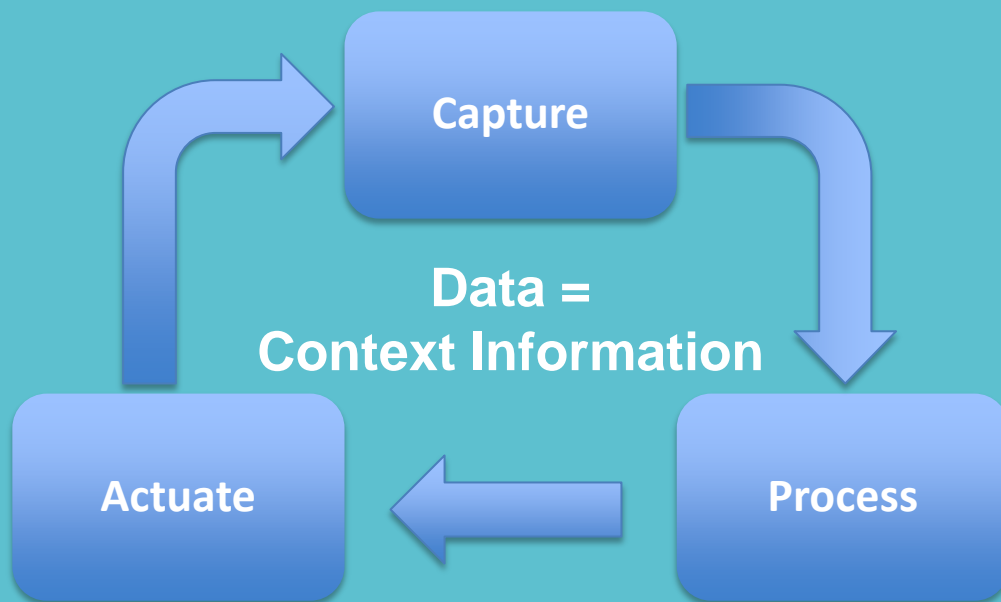 Capture
Data =
Context Information
Actuate
Process